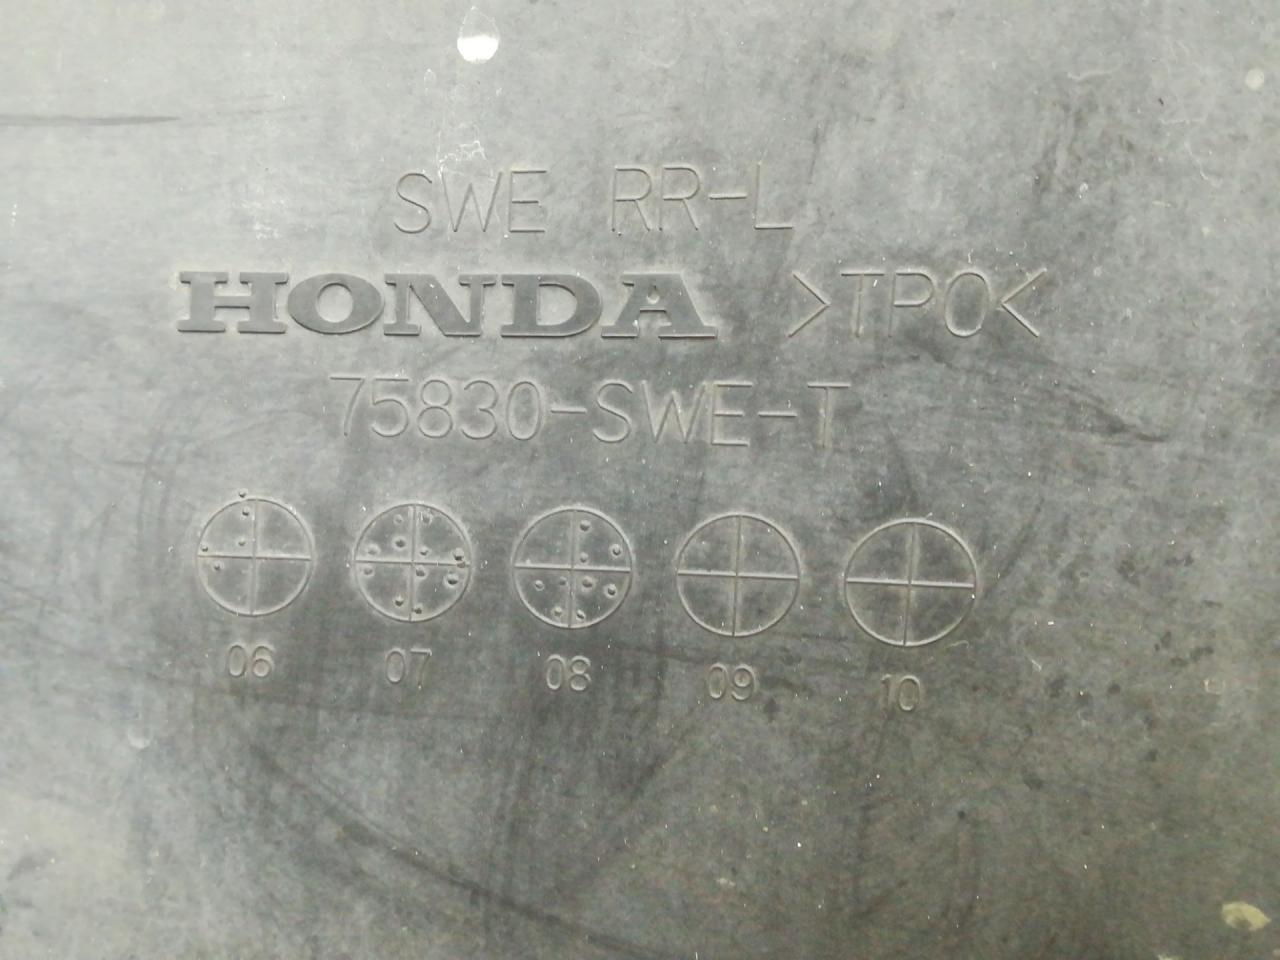 SWE RR-L
HONDA >TPO<
75830-SWE-T
06 07 08 09 10